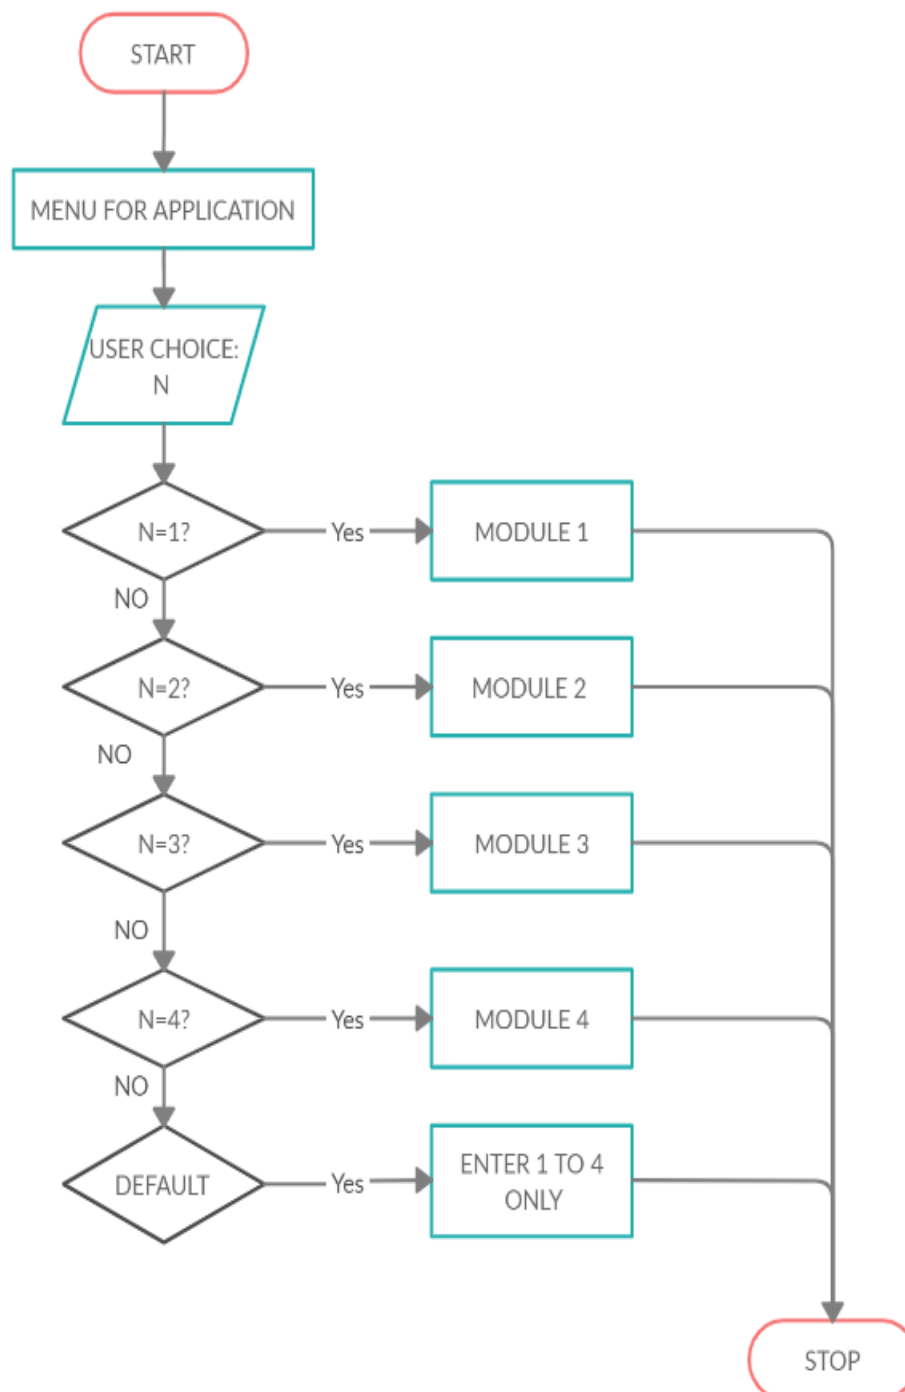 START
MENU FOR APPLICATION
USER CHOICE:
N
N=1?
Yes
MODULE 1
NO
N=2?
Yes
MODULE 2
NO
N=3?
Yes
MODULE 3
NO
N=4?
Yes
MODULE 4
NO
DEFAULT
Yes
ENTER 1 TO 4
ONLY
STOP